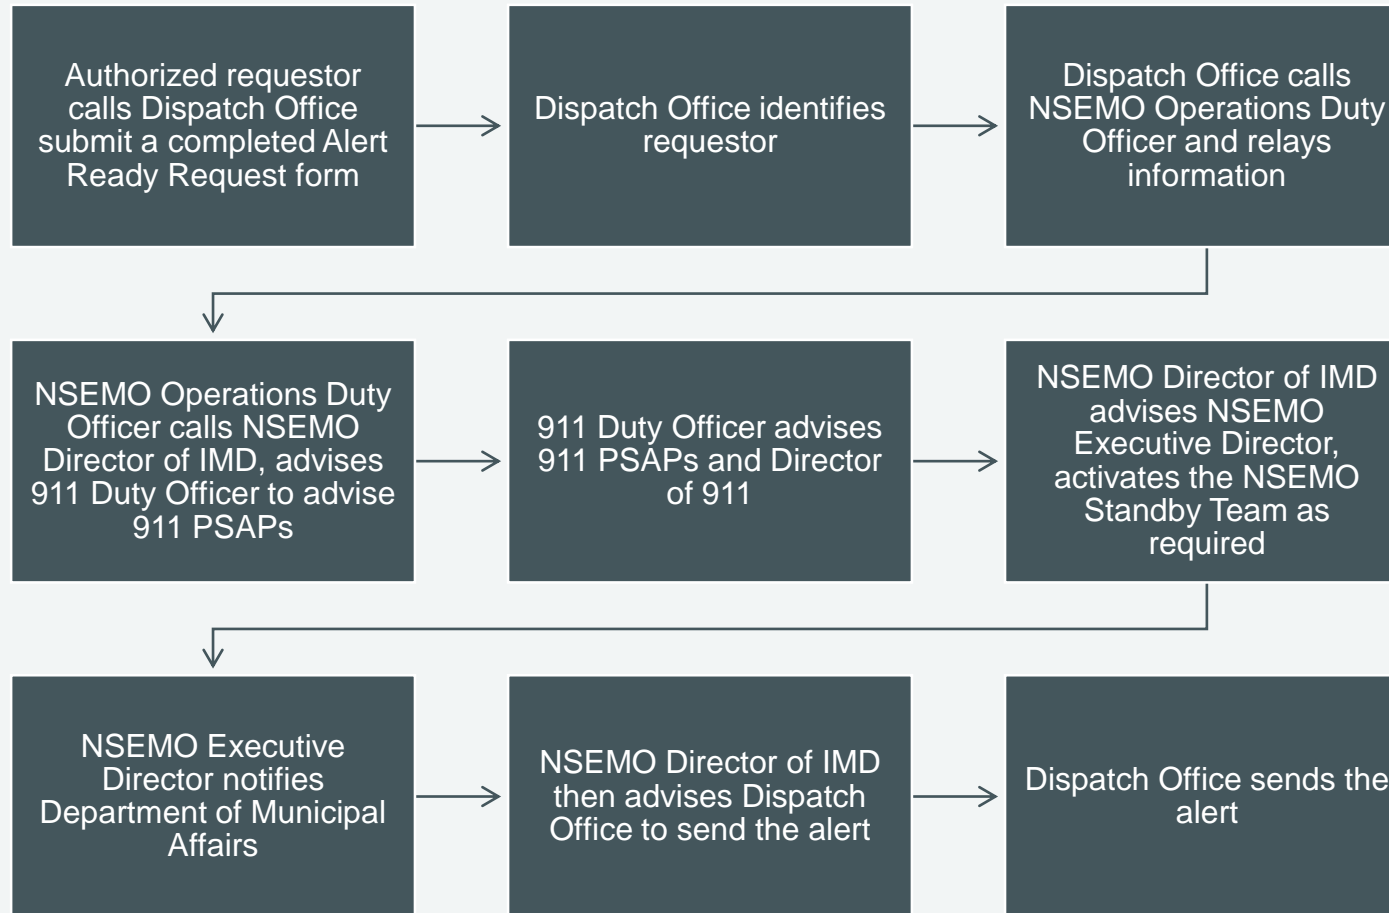 Authorized requestor
calls Dispatch Office
submit a completed Alert
Ready Request form
Dispatch Office identifies
requestor
Dispatch Office calls
NSEMO Operations Duty
Officer and relays
information
NSEMO Operations Duty
Officer calls NSEMO
Director of IMD, advises
911 Duty Officer to advise
911 PSAPs
911 Duty Officer advises
911 PSAPs and Director
of 911
NSEMO Director of IMD
advises NSEMO
Executive Director,
activates the NSEMO
Standby Team as
required
NSEMO Executive
Director notifies
Department of Municipal
Affairs
NSEMO Director of IMD
then advises Dispatch
Office to send the alert
Dispatch Office sends the
alert